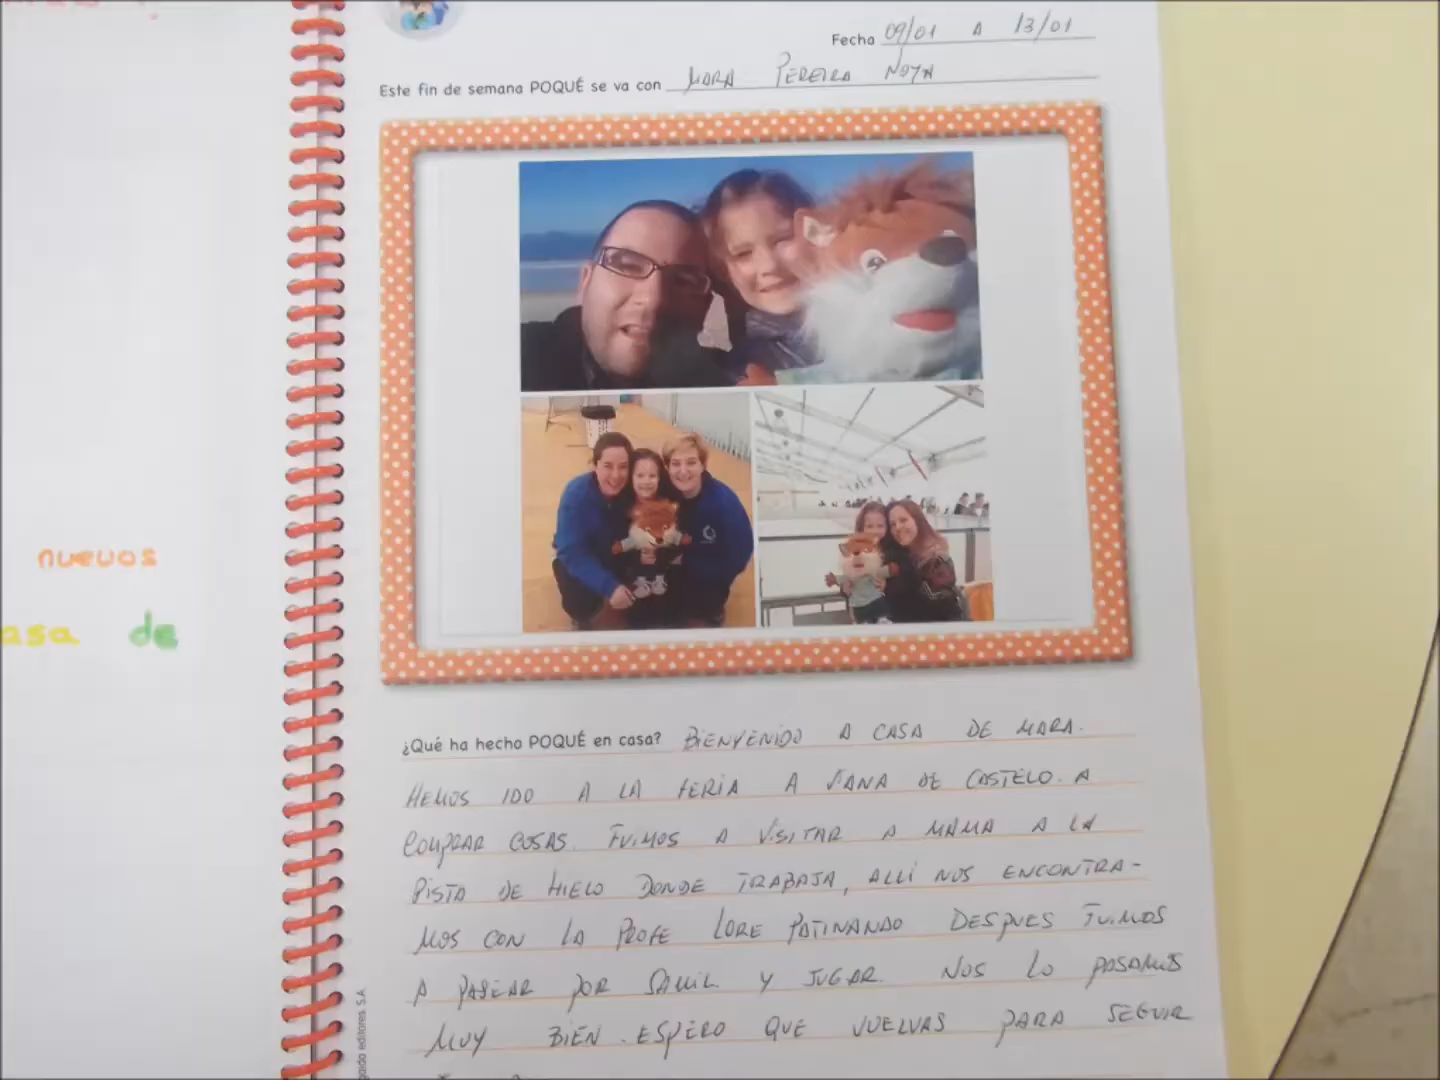 Fecha 09/01 A 13/01
Este fin de semana POQUÉ se va con MARA PEREIRA
nuevos
asa de
¿Qué ha hecho POQUÉ en casa? BIENVENIDO A CASA DE MARA.
HEMOS IDO A LA FERIA A VIANA DE CASTELO. A
COMPRAR COSAS. FUIMOS A VISITAR A MAMA A LA
PISTA DE HIELO DONDE TRABAJA, ALLÍ NOS ENCONTRA-
MOS CON LA PROFE LORE PATINANDO DESPUES FUIMOS
A PASEAR POR SAMIL Y JUGAR. NOS LO PASAMOS
MUY BIEN. ESPERO QUE VUELVAS PARA SEGUIR
editores, S.A.